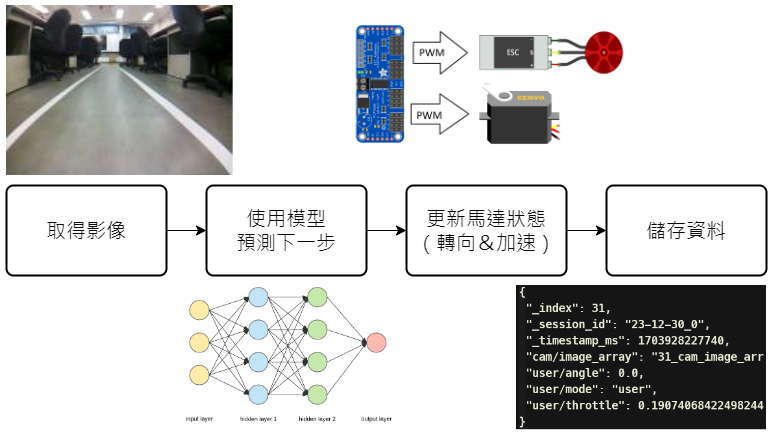 PWM
ESC
PWM
SERVO
取得影像
使用模型
預測下一步
更新馬達狀態
(轉向＆加速)
儲存資料
input layer
hidden layer 1
hidden layer 2
output layer
{
"_index": 31,
"_session_id": "23-12-30_0",
"_timestamp_ms": 1703928227740,
"cam/image_array": "31_cam_image_arr
"user/angle": 0.0,
"user/mode": "user",
"user/throttle": 0.19074068422498244
}